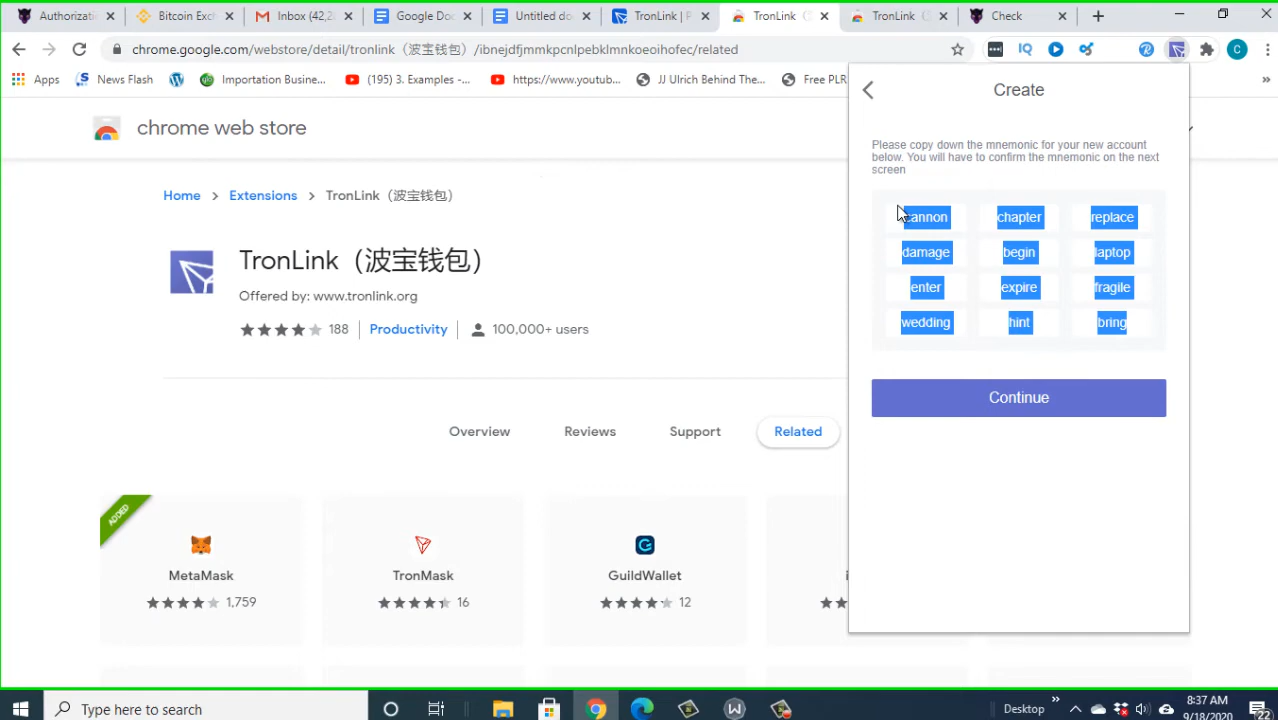 Authorizati
Bitcoin Exc
Inbox (42,2
Google Doc
Untitled do
TronLink | P
TronLink (
TronLink (
Check
chrome.google.com/webstore/detail/tronlink（波宝钱包）/ibnejdfjmmkpcnlpebklmnkoeoihofec/related
Apps
News Flash
Importation Busine...
(195) 3. Examples -...
https://www.youtub...
JJ Ulrich Behind The...
Free PLR
chrome web store
Home > Extensions > TronLink（波宝钱包）
TronLink（波宝钱包）
Offered by: www.tronlink.org
188
Productivity
100,000+ users
Overview
Reviews
Support
Related
ADDED
MetaMask
1,759
TronMask
16
GuildWallet
12
Create
Please copy down the mnemonic for your new account
below. You will have to confirm the mnemonic on the next
screen
cannon chapter replace
damage begin laptop
enter expire fragile
wedding hint bring
Continue
Type here to search
Desktop
8:37 AM
9/18/2020
22